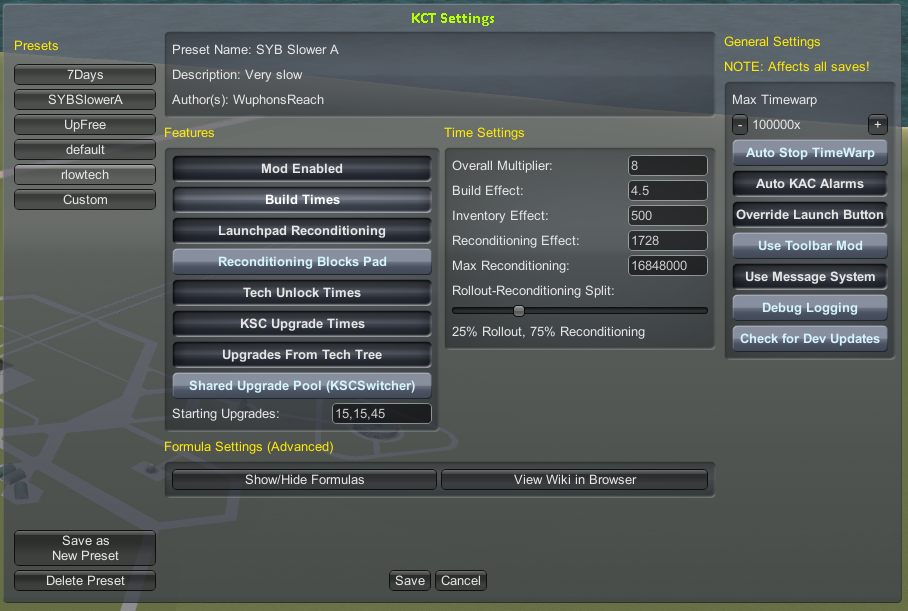 KCT Settings
Presets
7Days
SYBSlowerA
UpFree
default
rlowtech
Custom
Save as
New Preset
Delete Preset
Preset Name: SYB Slower A
Description: Very slow
Author(s): WuphonsReach
Features
Mod Enabled
Build Times
Launchpad Reconditioning
Reconditioning Blocks Pad
Tech Unlock Times
KSC Upgrade Times
Upgrades From Tech Tree
Shared Upgrade Pool (KSCSwitcher)
Starting Upgrades: 15,15,45
Time Settings
Overall Multiplier: 8
Build Effect: 4.5
Inventory Effect: 500
Reconditioning Effect: 1728
Max Reconditioning: 16848000
Rollout-Reconditioning Split:
25% Rollout, 75% Reconditioning
Formula Settings (Advanced)
Show/Hide Formulas
View Wiki in Browser
Save
Cancel
General Settings
NOTE: Affects all saves!
Max Timewarp
- 100000x +
Auto Stop TimeWarp
Auto KAC Alarms
Override Launch Button
Use Toolbar Mod
Use Message System
Debug Logging
Check for Dev Updates